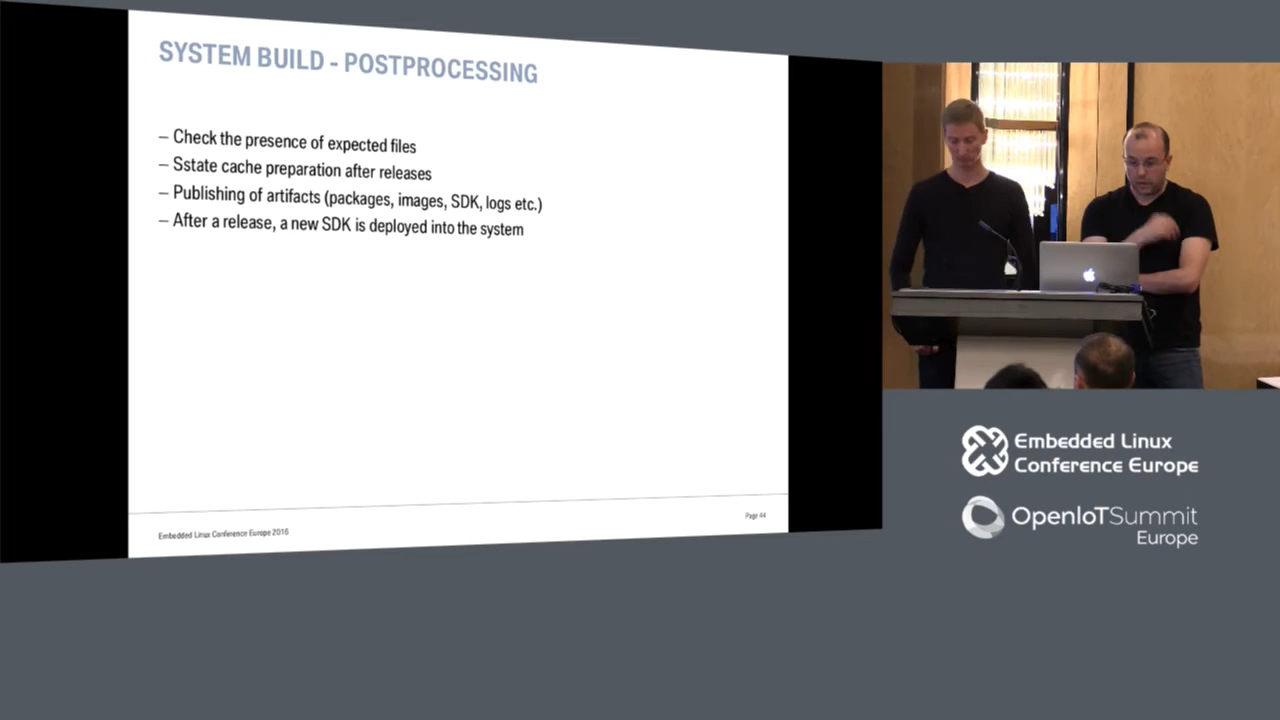 SYSTEM BUILD - POSTPROCESSING
– Check the presence of expected files
– Sstate cache preparation after releases
– Publishing of artifacts (packages, images, SDK, logs etc.)
– After a release, a new SDK is deployed into the system
Embedded Linux Conference Europe 2016
Page 44
Embedded Linux
Conference Europe
OpenIoTSummit
Europe